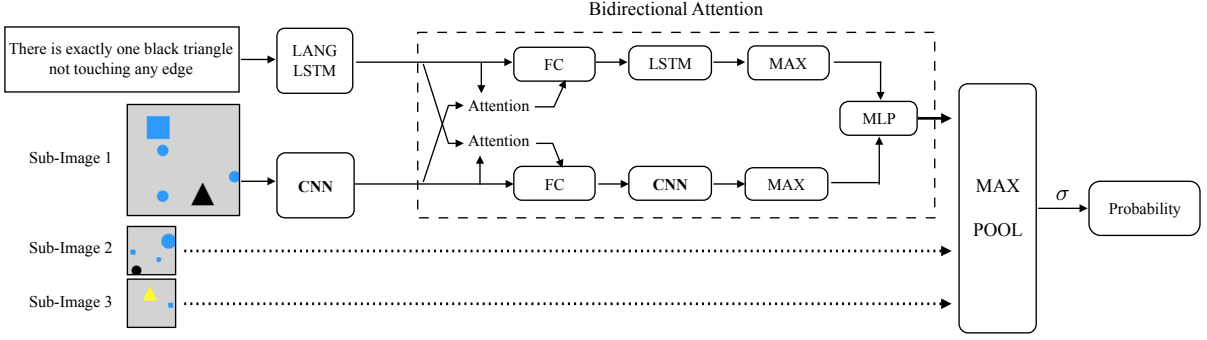 Bidirectional Attention
There is exactly one black triangle
not touching any edge
LANG
LSTM
FC
LSTM
MAX
Attention
Attention
MLP
Sub-Image 1
CNN
FC
CNN
MAX
MAX
POOL
σ
Probability
Sub-Image 2
Sub-Image 3